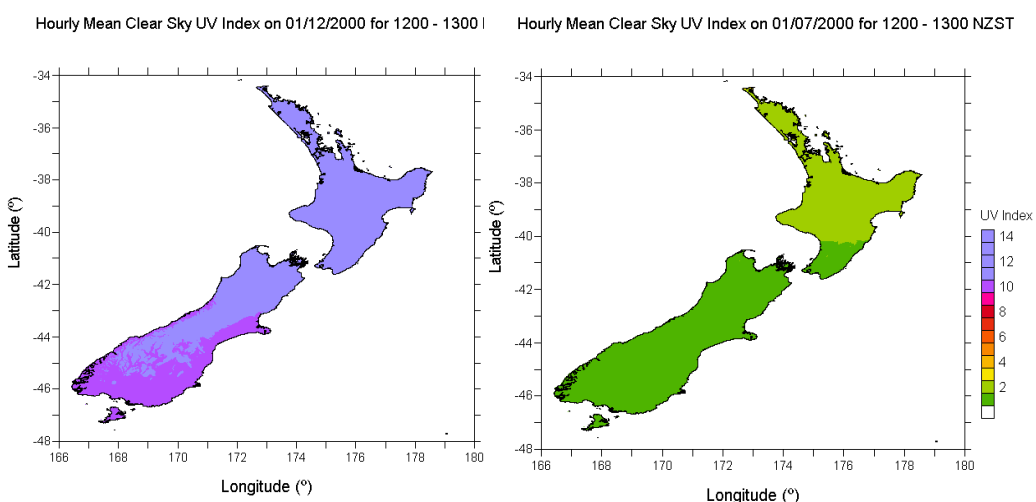 Hourly Mean Clear Sky UV Index on 01/12/2000 for 1200 - 1300
-34
-36
-38
-40
-42
-44
-46
-48
Latitude (º)
166 168 170 172 174 176 178 180
Longitude (º)
Hourly Mean Clear Sky UV Index on 01/07/2000 for 1200 - 1300 NZST
-34
-36
-38
-40
-42
-44
-46
-48
Latitude (º)
166 168 170 172 174 176 178 180
Longitude (º)
UV Index
14
12
10
8
6
4
2